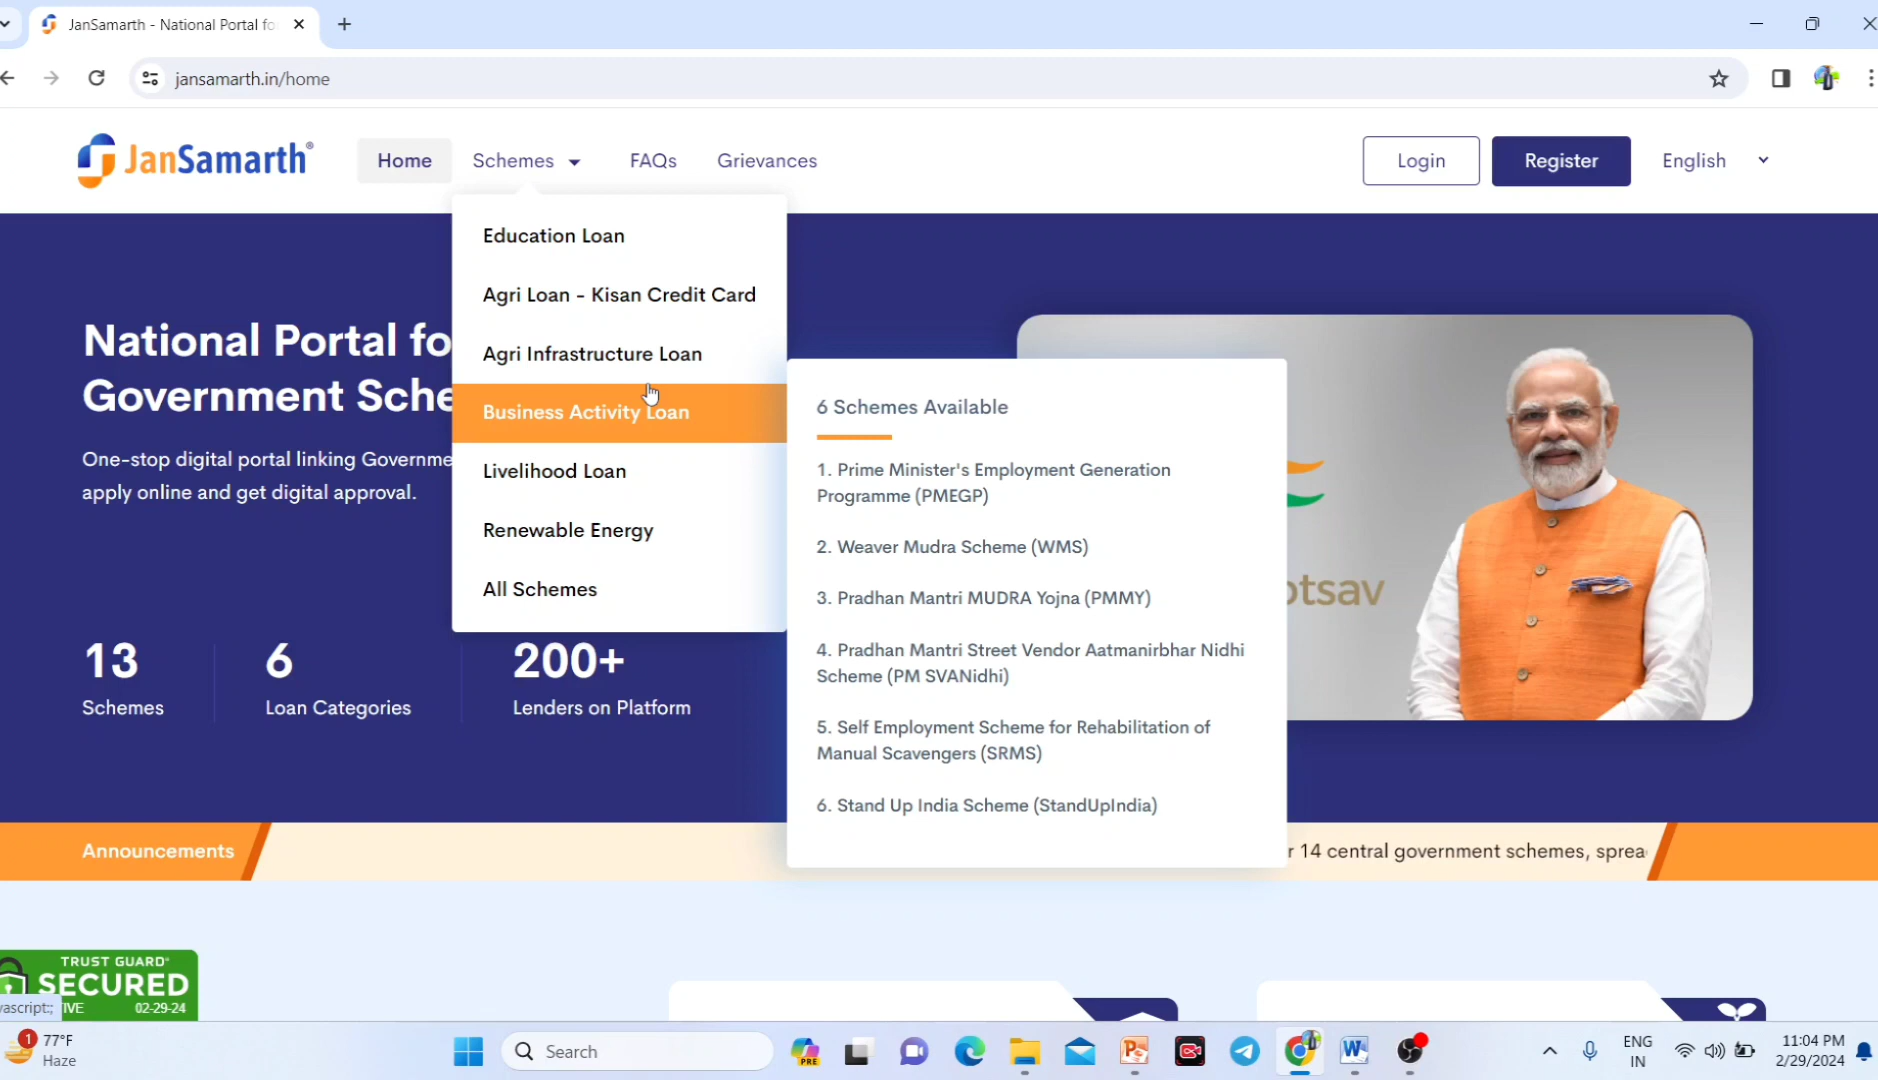 JanSamarth - National Portal fo
jansamarth.in/home
JanSamarth®
Home
Schemes
FAQs
Grievances
Login
Register
English
Education Loan
Agri Loan - Kisan Credit Card
Agri Infrastructure Loan
Business Activity Loan
Livelihood Loan
Renewable Energy
All Schemes
National Portal fo
Government Sche
One-stop digital portal linking Governme
apply online and get digital approval.
13
Schemes
6
Loan Categories
200+
Lenders on Platform
6 Schemes Available
1. Prime Minister's Employment Generation
Programme (PMEGP)
2. Weaver Mudra Scheme (WMS)
3. Pradhan Mantri MUDRA Yojna (PMMY)
4. Pradhan Mantri Street Vendor Aatmanirbhar Nidhi
Scheme (PM SVANidhi)
5. Self Employment Scheme for Rehabilitation of
Manual Scavengers (SRMS)
6. Stand Up India Scheme (StandUpIndia)
otsav
Announcements
r 14 central government schemes, sprea
TRUST GUARD
SECURED
vascript:;
IVE
02-29-24
1
77°F
Haze
Search
PRE
ENG
IN
11:04 PM
2/29/2024